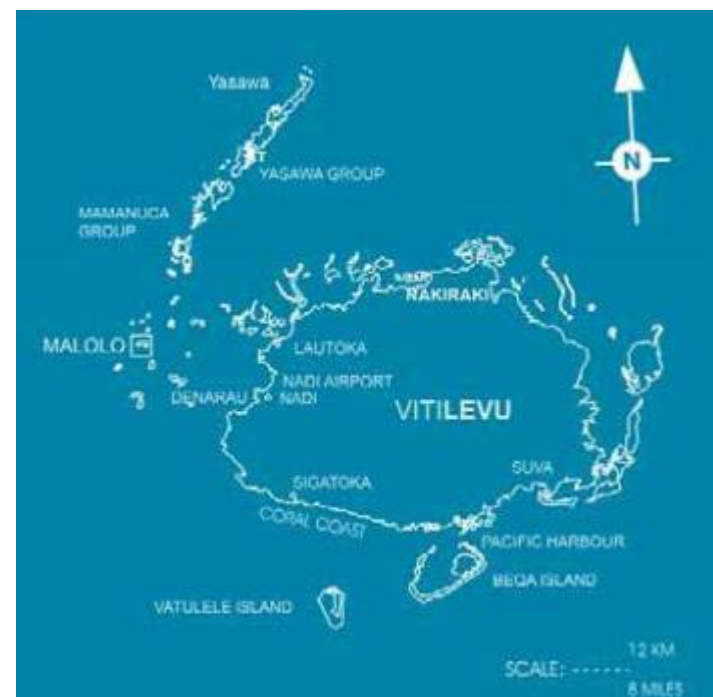 Yasawa
YASAWA GROUP
MAMANUCA
GROUP
N
NAKIRAKI
MALOLO
LAUTOKA
NADI AIRPORT
DENARAU
NADI
VITILEVU
SUVA
SIGATOKA
CORAL COAST
PACIFIC HARBOUR
BEQA ISLAND
VATULELE ISLAND
12 KM
SCALE: ------
8 MILES